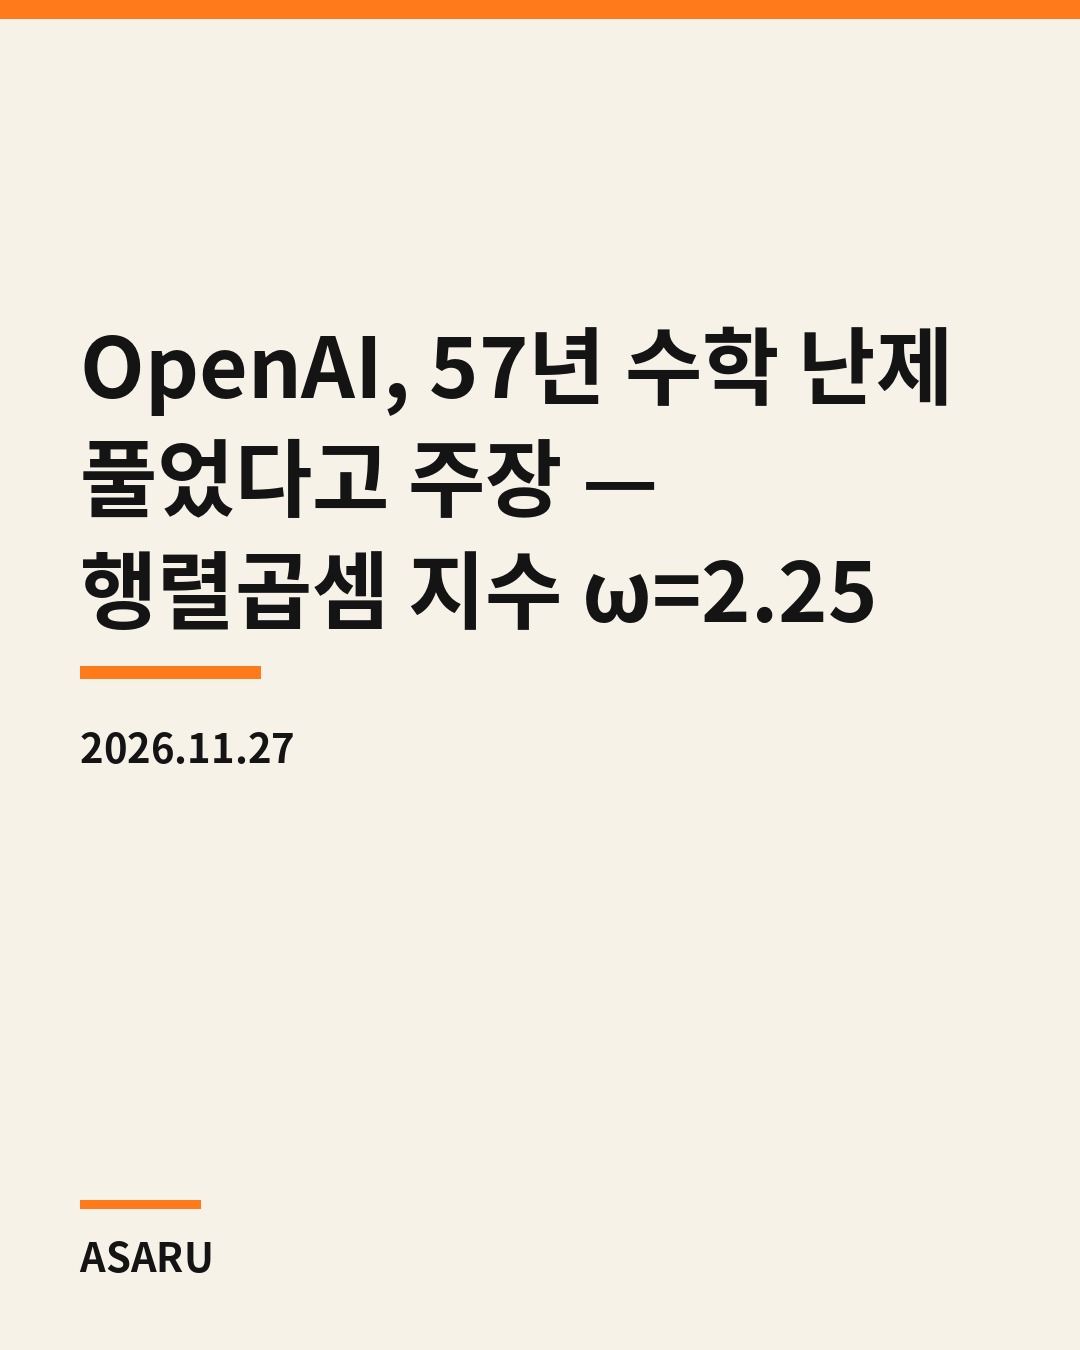 OpenAI, 57년 수학 난제
풀었다고 주장 —
행렬곱셈 지수 ω=2.25
2026.11.27
ASARU